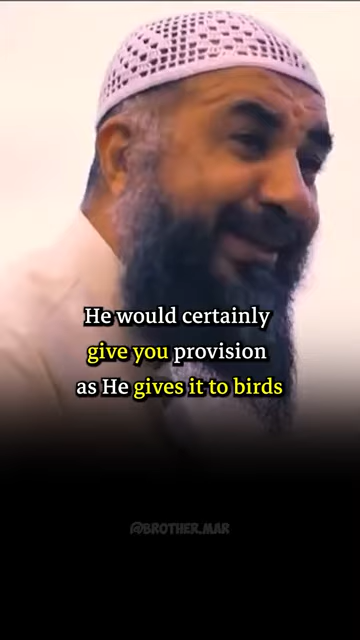 He would certainly
give you provision
as He gives it to birds
@BROTHER.MAR